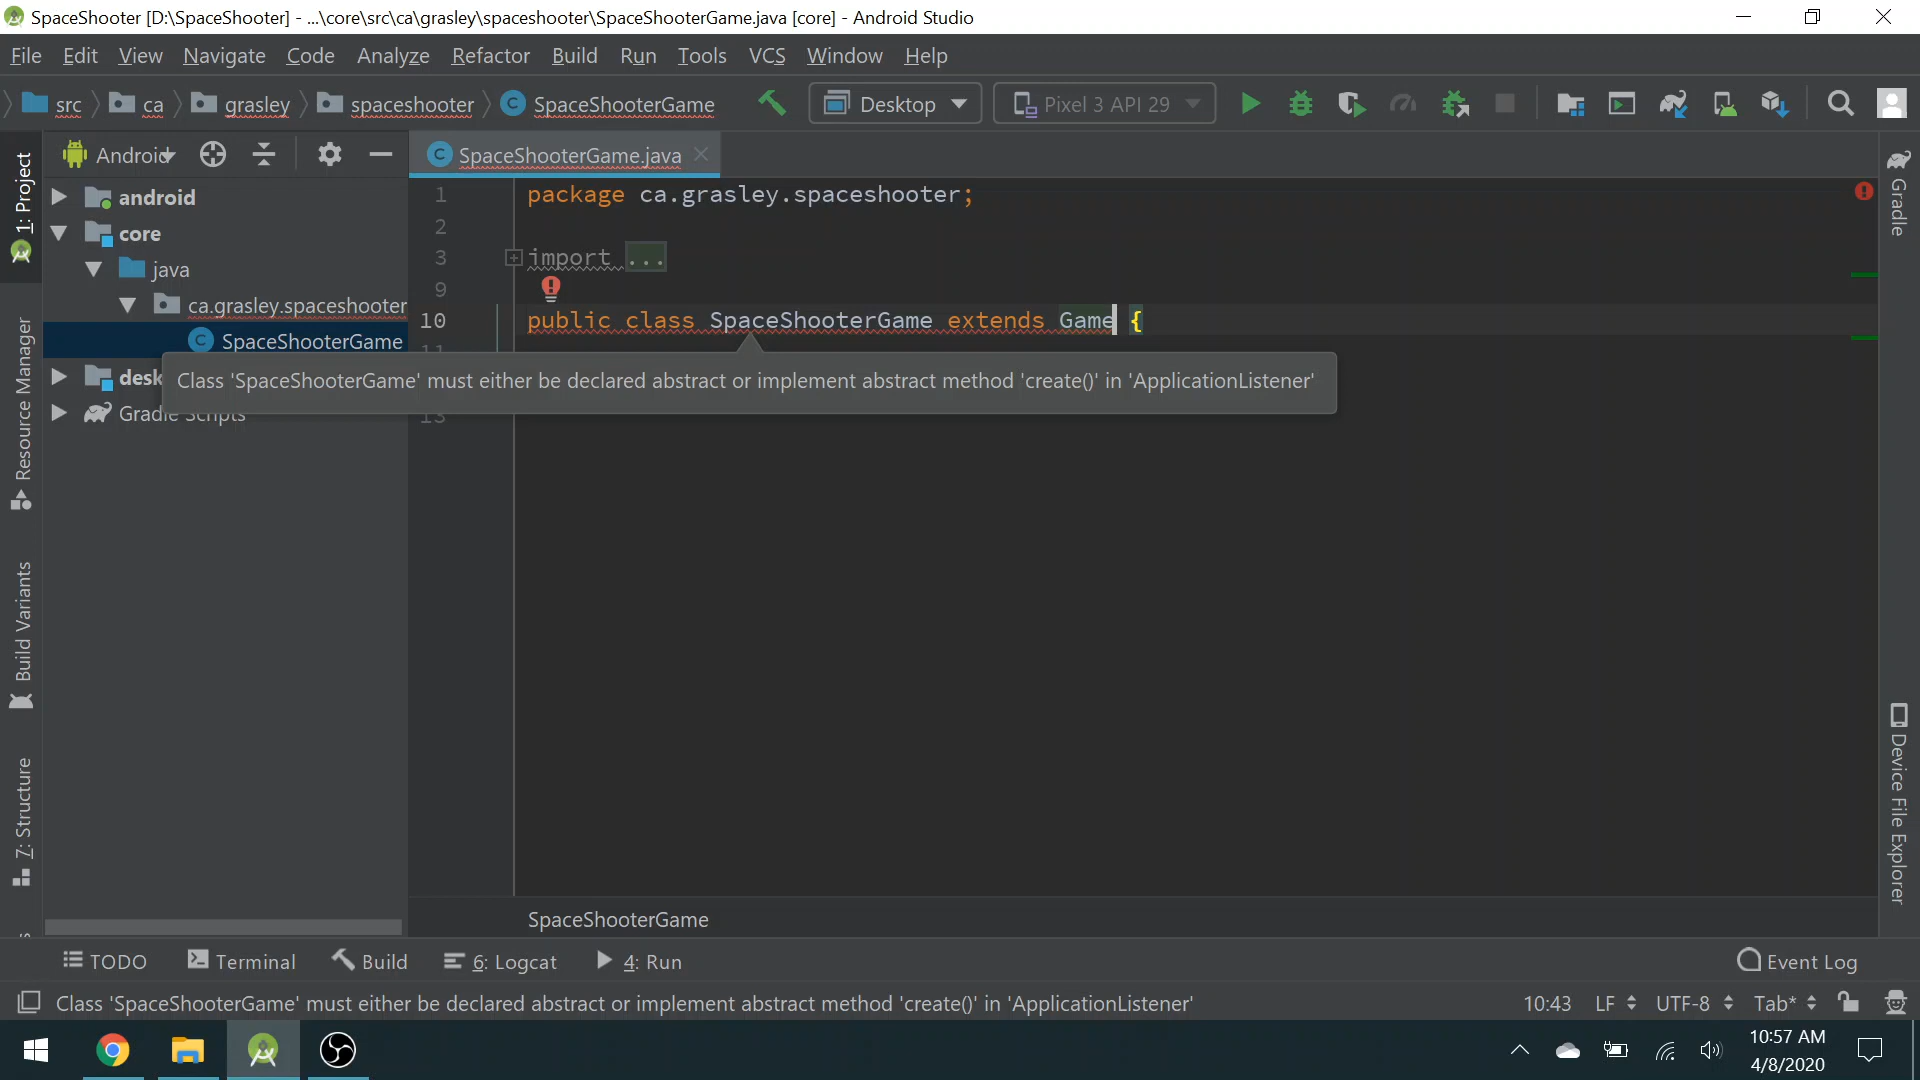 SpaceShooter [D:\SpaceShooter] - ...\core\src\ca\grasley\spaceshooter\SpaceShooterGame.java [core] - Android Studio
File Edit View Navigate Code Analyze Refactor Build Run Tools VCS Window Help
src ca grasley spaceshooter SpaceShooterGame Desktop Pixel 3 API 29
Android SpaceShooterGame.java
1: Project
Resource Manager
Build Variants
7: Structure
android
core
java
ca.grasley.spaceshooter
SpaceShooterGame
desk
Gradle Scripts
1 package ca.grasley.spaceshooter;
2
3 import ...
9
10 public class SpaceShooterGame extends Game {
11
Class 'SpaceShooterGame' must either be declared abstract or implement abstract method 'create()' in 'ApplicationListener'
13
Gradle
Device File Explorer
SpaceShooterGame
TODO Terminal Build 6: Logcat 4: Run Event Log
Class 'SpaceShooterGame' must either be declared abstract or implement abstract method 'create()' in 'ApplicationListener' 10:43 LF UTF-8 Tab*
10:57 AM
4/8/2020